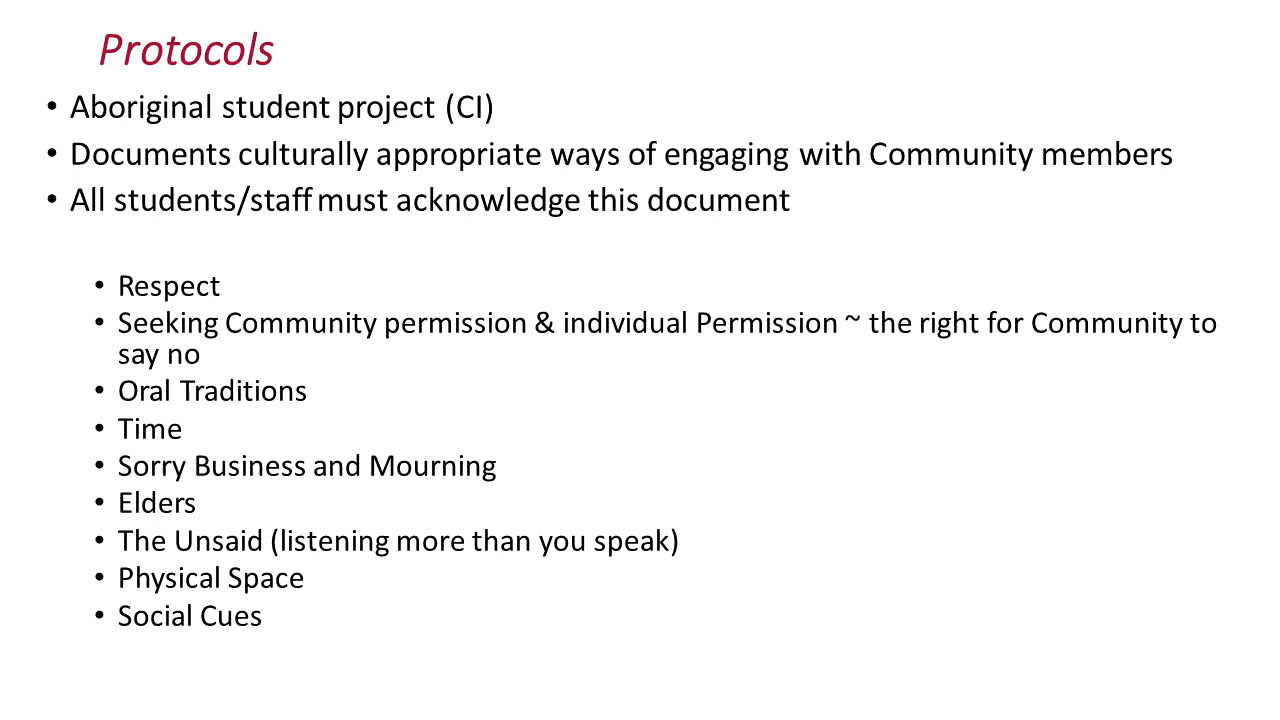 Protocols
• Aboriginal student project (CI)
• Documents culturally appropriate ways of engaging with Community members
• All students/staff must acknowledge this document
• Respect
• Seeking Community permission & individual Permission ~ the right for Community to
say no
• Oral Traditions
• Time
• Sorry Business and Mourning
• Elders
• The Unsaid (listening more than you speak)
• Physical Space
• Social Cues